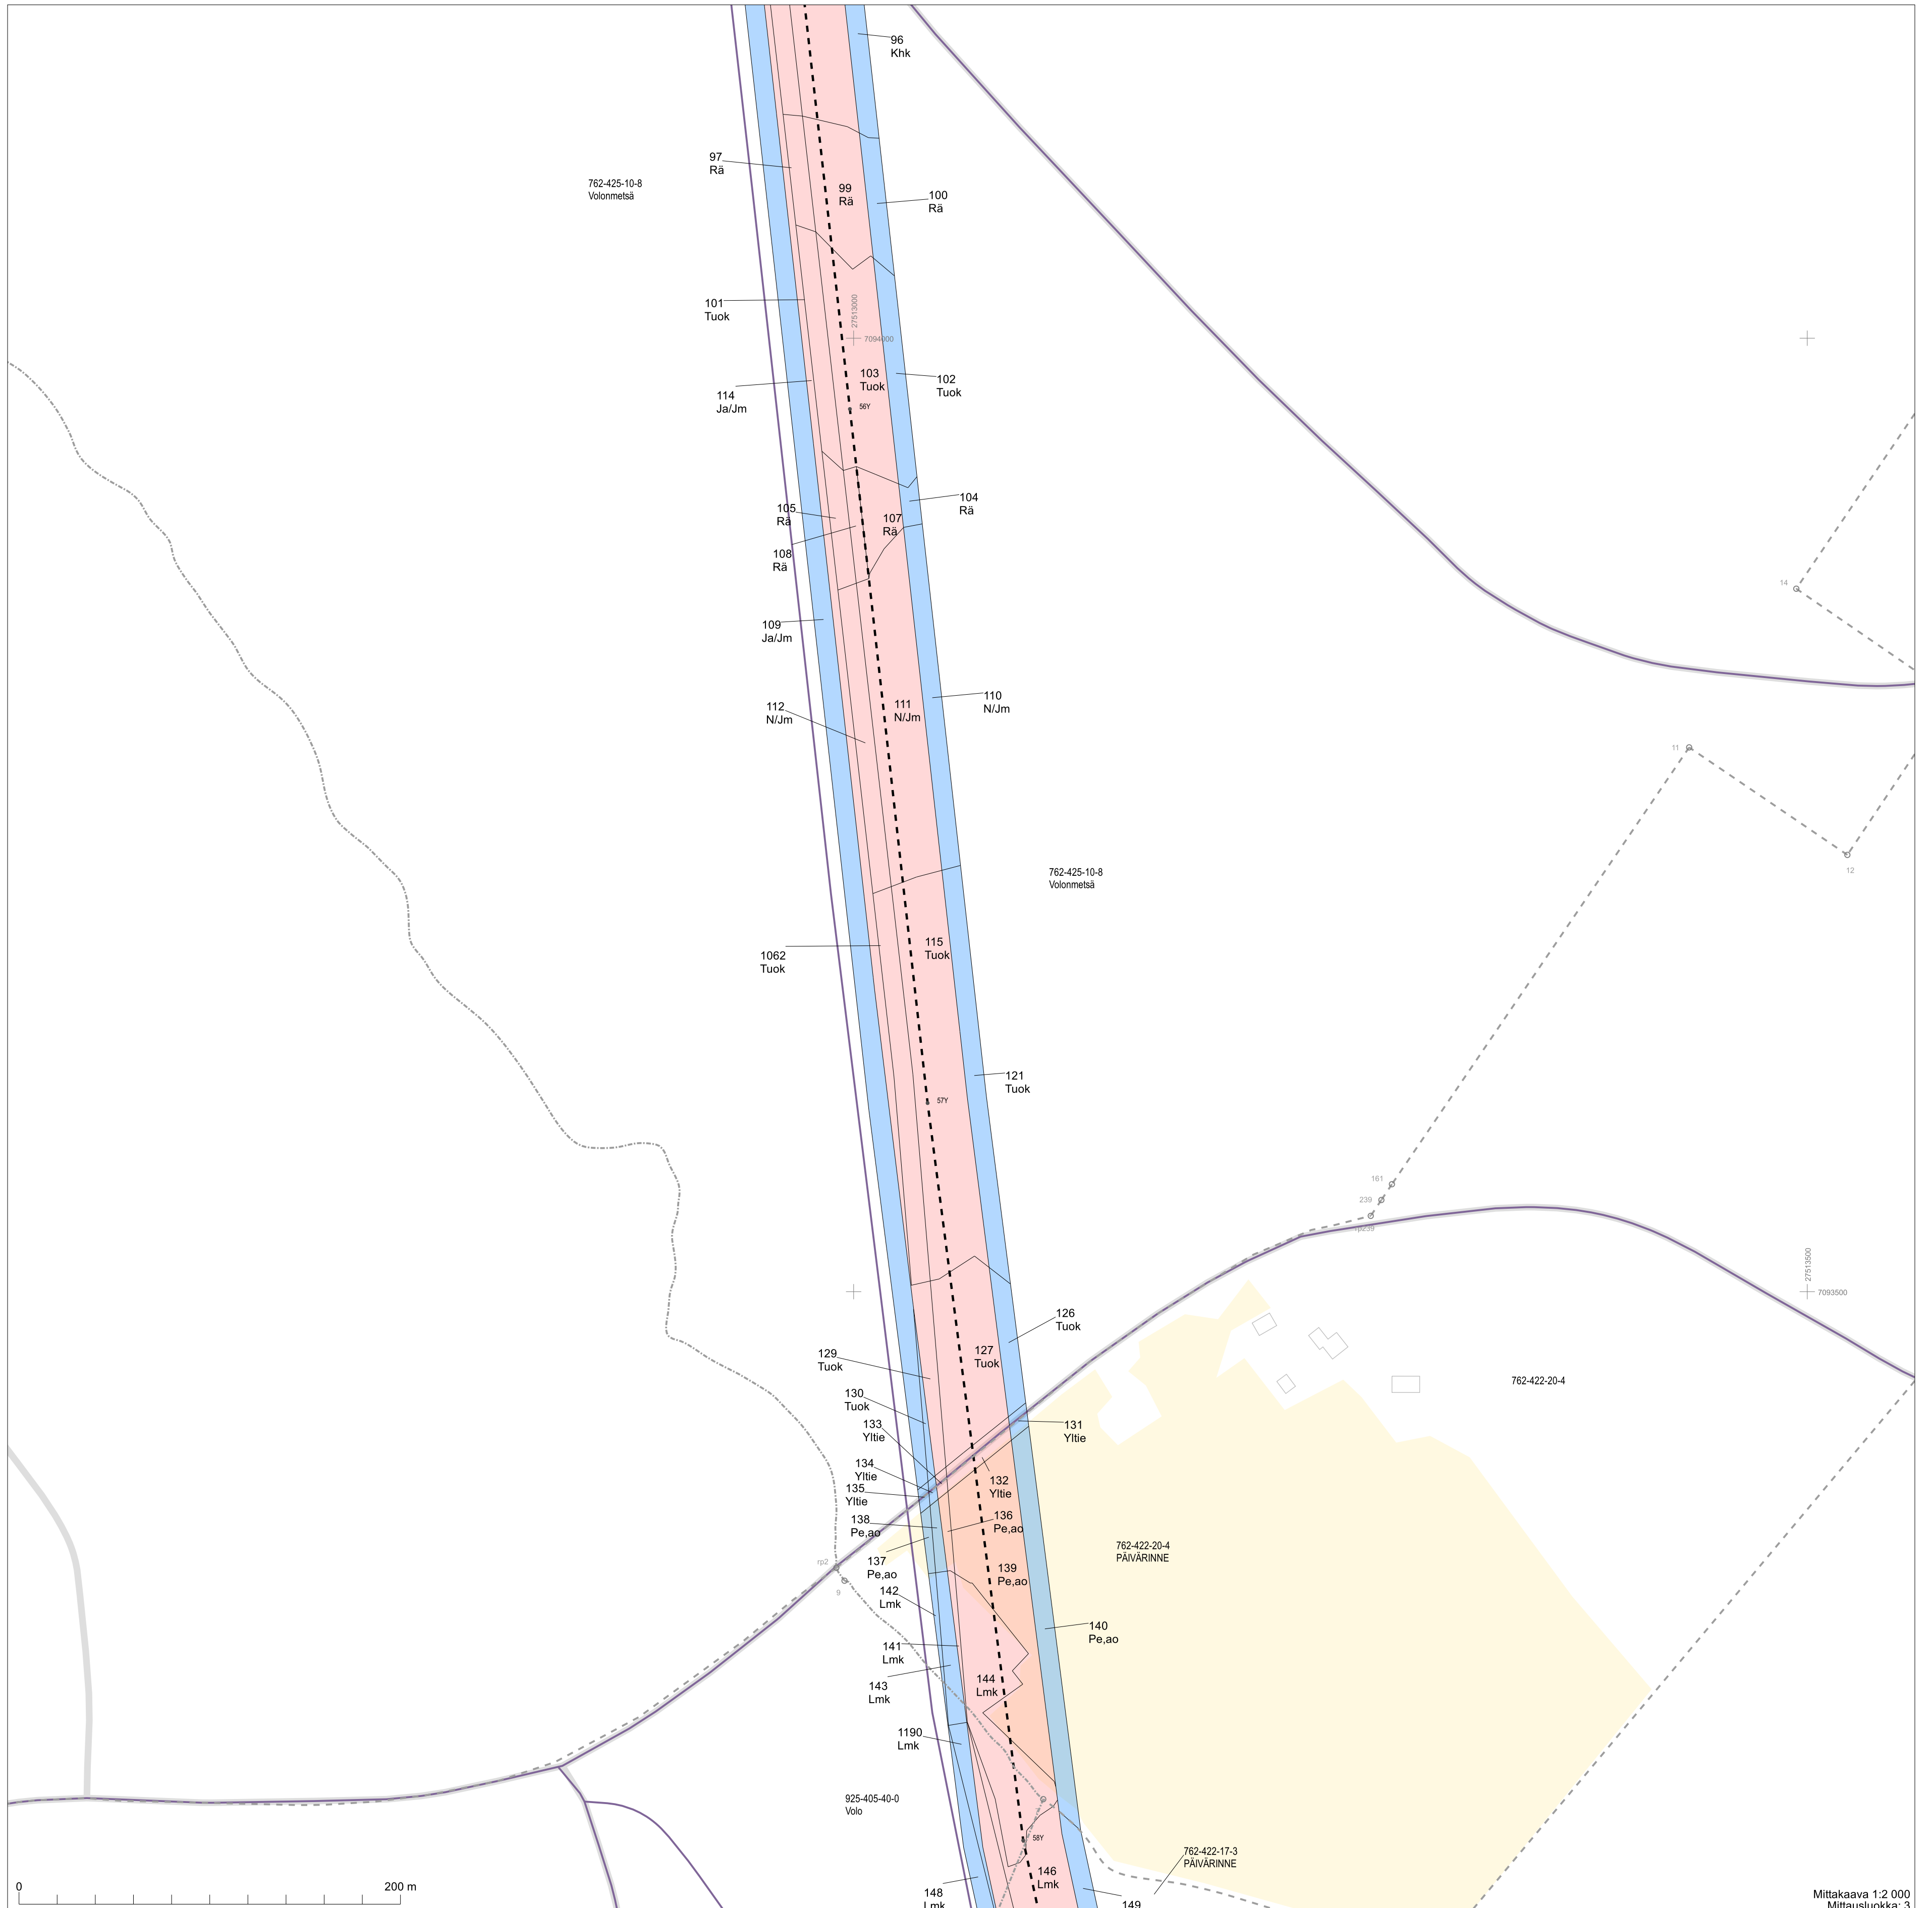 96
Khk
97
Rä
762-425-10-8
Volonmetsä
99
Rä
100
Rä
101
Tuok
27513000
7094000
103
Tuok
102
Tuok
114
Ja/Jm
56Y
104
Rä
105
Rä
107
Rä
108
Rä
14
109
Ja/Jm
110
N/Jm
112
N/Jm
111
N/Jm
11
12
762-425-10-8
Volonmetsä
115
Tuok
1062
Tuok
121
Tuok
57Y
161
239
rp239
27513500
7093500
126
Tuok
127
Tuok
129
Tuok
762-422-20-4
130
Tuok
133
Yltie
131
Yltie
134
Yltie
132
Yltie
135
Yltie
136
Pe,ao
138
Pe,ao
762-422-20-4
PÄIVÄRINNE
rp2
137
Pe,ao
139
Pe,ao
9
142
Lmk
140
Pe,ao
141
Lmk
144
Lmk
143
Lmk
1190
Lmk
925-405-40-0
Volo
58Y
762-422-17-3
PÄIVÄRINNE
146
Lmk
0
200 m
148
Lmk
149
Mittakaava 1:2 000
Mittausluokka: 3